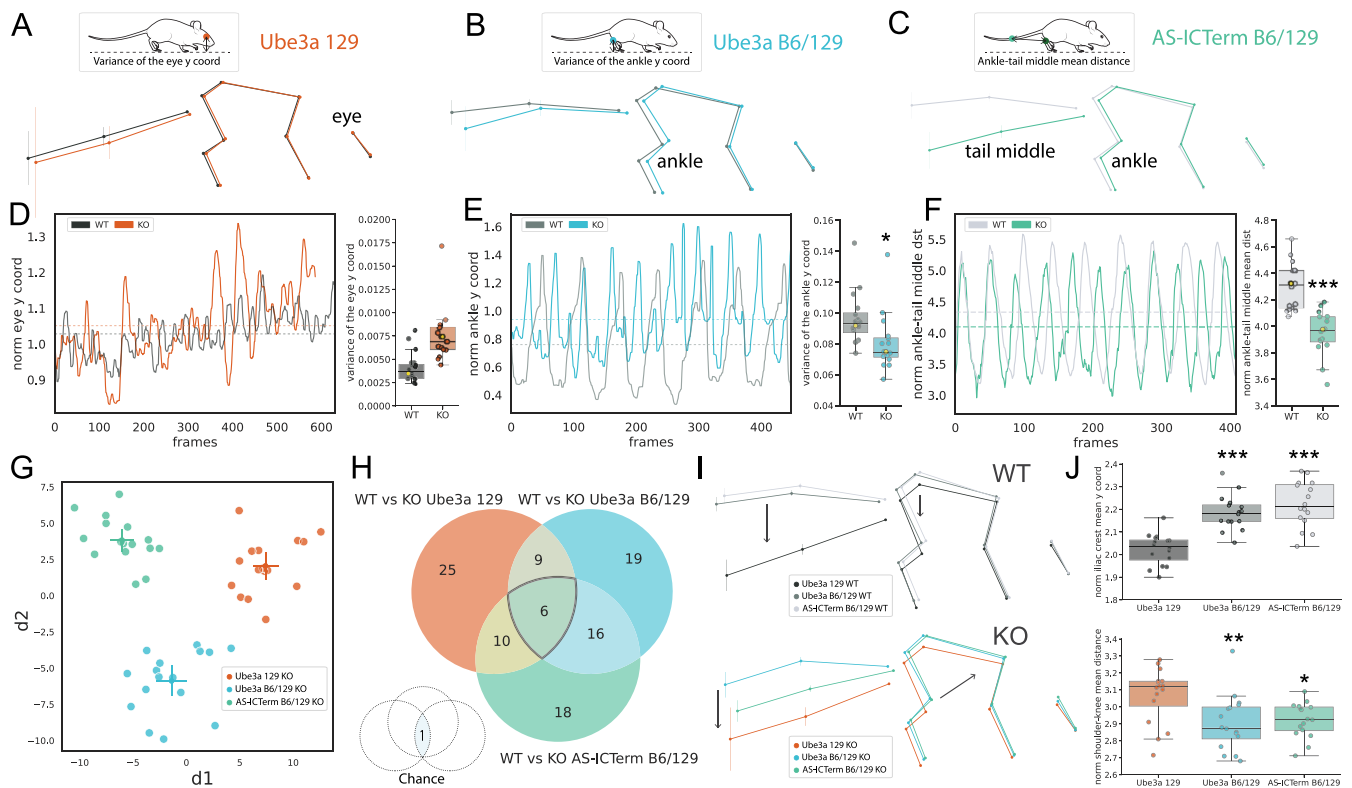 A
Variance of the eye y coord
Ube3a 129
eye
B
Variance of the ankle y coord
Ube3a B6/129
ankle
C
Ankle-tail middle mean distance
AS-ICTerm B6/129
tail middle
ankle
D
WT
KO
norm eye y coord
1.3
1.2
1.1
1.0
0.9
0
100
200
300
400
500
600
frames
variance of the eye y coord
0.0200
0.0175
0.0150
0.0125
0.0100
0.0075
0.0050
0.0025
0.0000
WT
KO
E
WT
KO
norm ankle y coord
1.6
1.4
1.2
1.0
0.8
0.6
0.4
0
100
200
300
400
frames
variance of the ankle y coord
0.16
0.14
0.12
0.10
0.08
0.06
0.04
*
WT
KO
F
WT
KO
norm ankle-tail middle dst
5.5
5.0
4.5
4.0
3.5
3.0
0
100
200
300
400
frames
norm ankle-tail middle mean dist
4.8
4.6
4.4
4.2
4.0
3.8
3.6
3.4
***
WT
KO
G
d2
7.5
5.0
2.5
0.0
−2.5
−5.0
−7.5
−10.0
Ube3a 129 KO
Ube3a B6/129 KO
AS-ICTerm B6/129 KO
−10
−5
0
5
10
d1
H
WT vs KO Ube3a 129
WT vs KO Ube3a B6/129
25
9
19
6
10
16
18
WT vs KO AS-ICTerm B6/129
1
Chance
I
WT
Ube3a 129 WT
Ube3a B6/129 WT
AS-ICTerm B6/129 WT
KO
Ube3a 129 KO
Ube3a B6/129 KO
AS-ICTerm B6/129 KO
J
norm iliac crest mean y coord
2.4
2.3
2.2
2.1
2.0
1.9
1.8
***
***
Ube3a 129
Ube3a B6/129
AS-ICTerm B6/129
norm shoulder-knee mean distance
3.4
3.3
3.2
3.1
3.0
2.9
2.8
2.7
2.6
**
*
Ube3a 129
Ube3a B6/129
AS-ICTerm B6/129